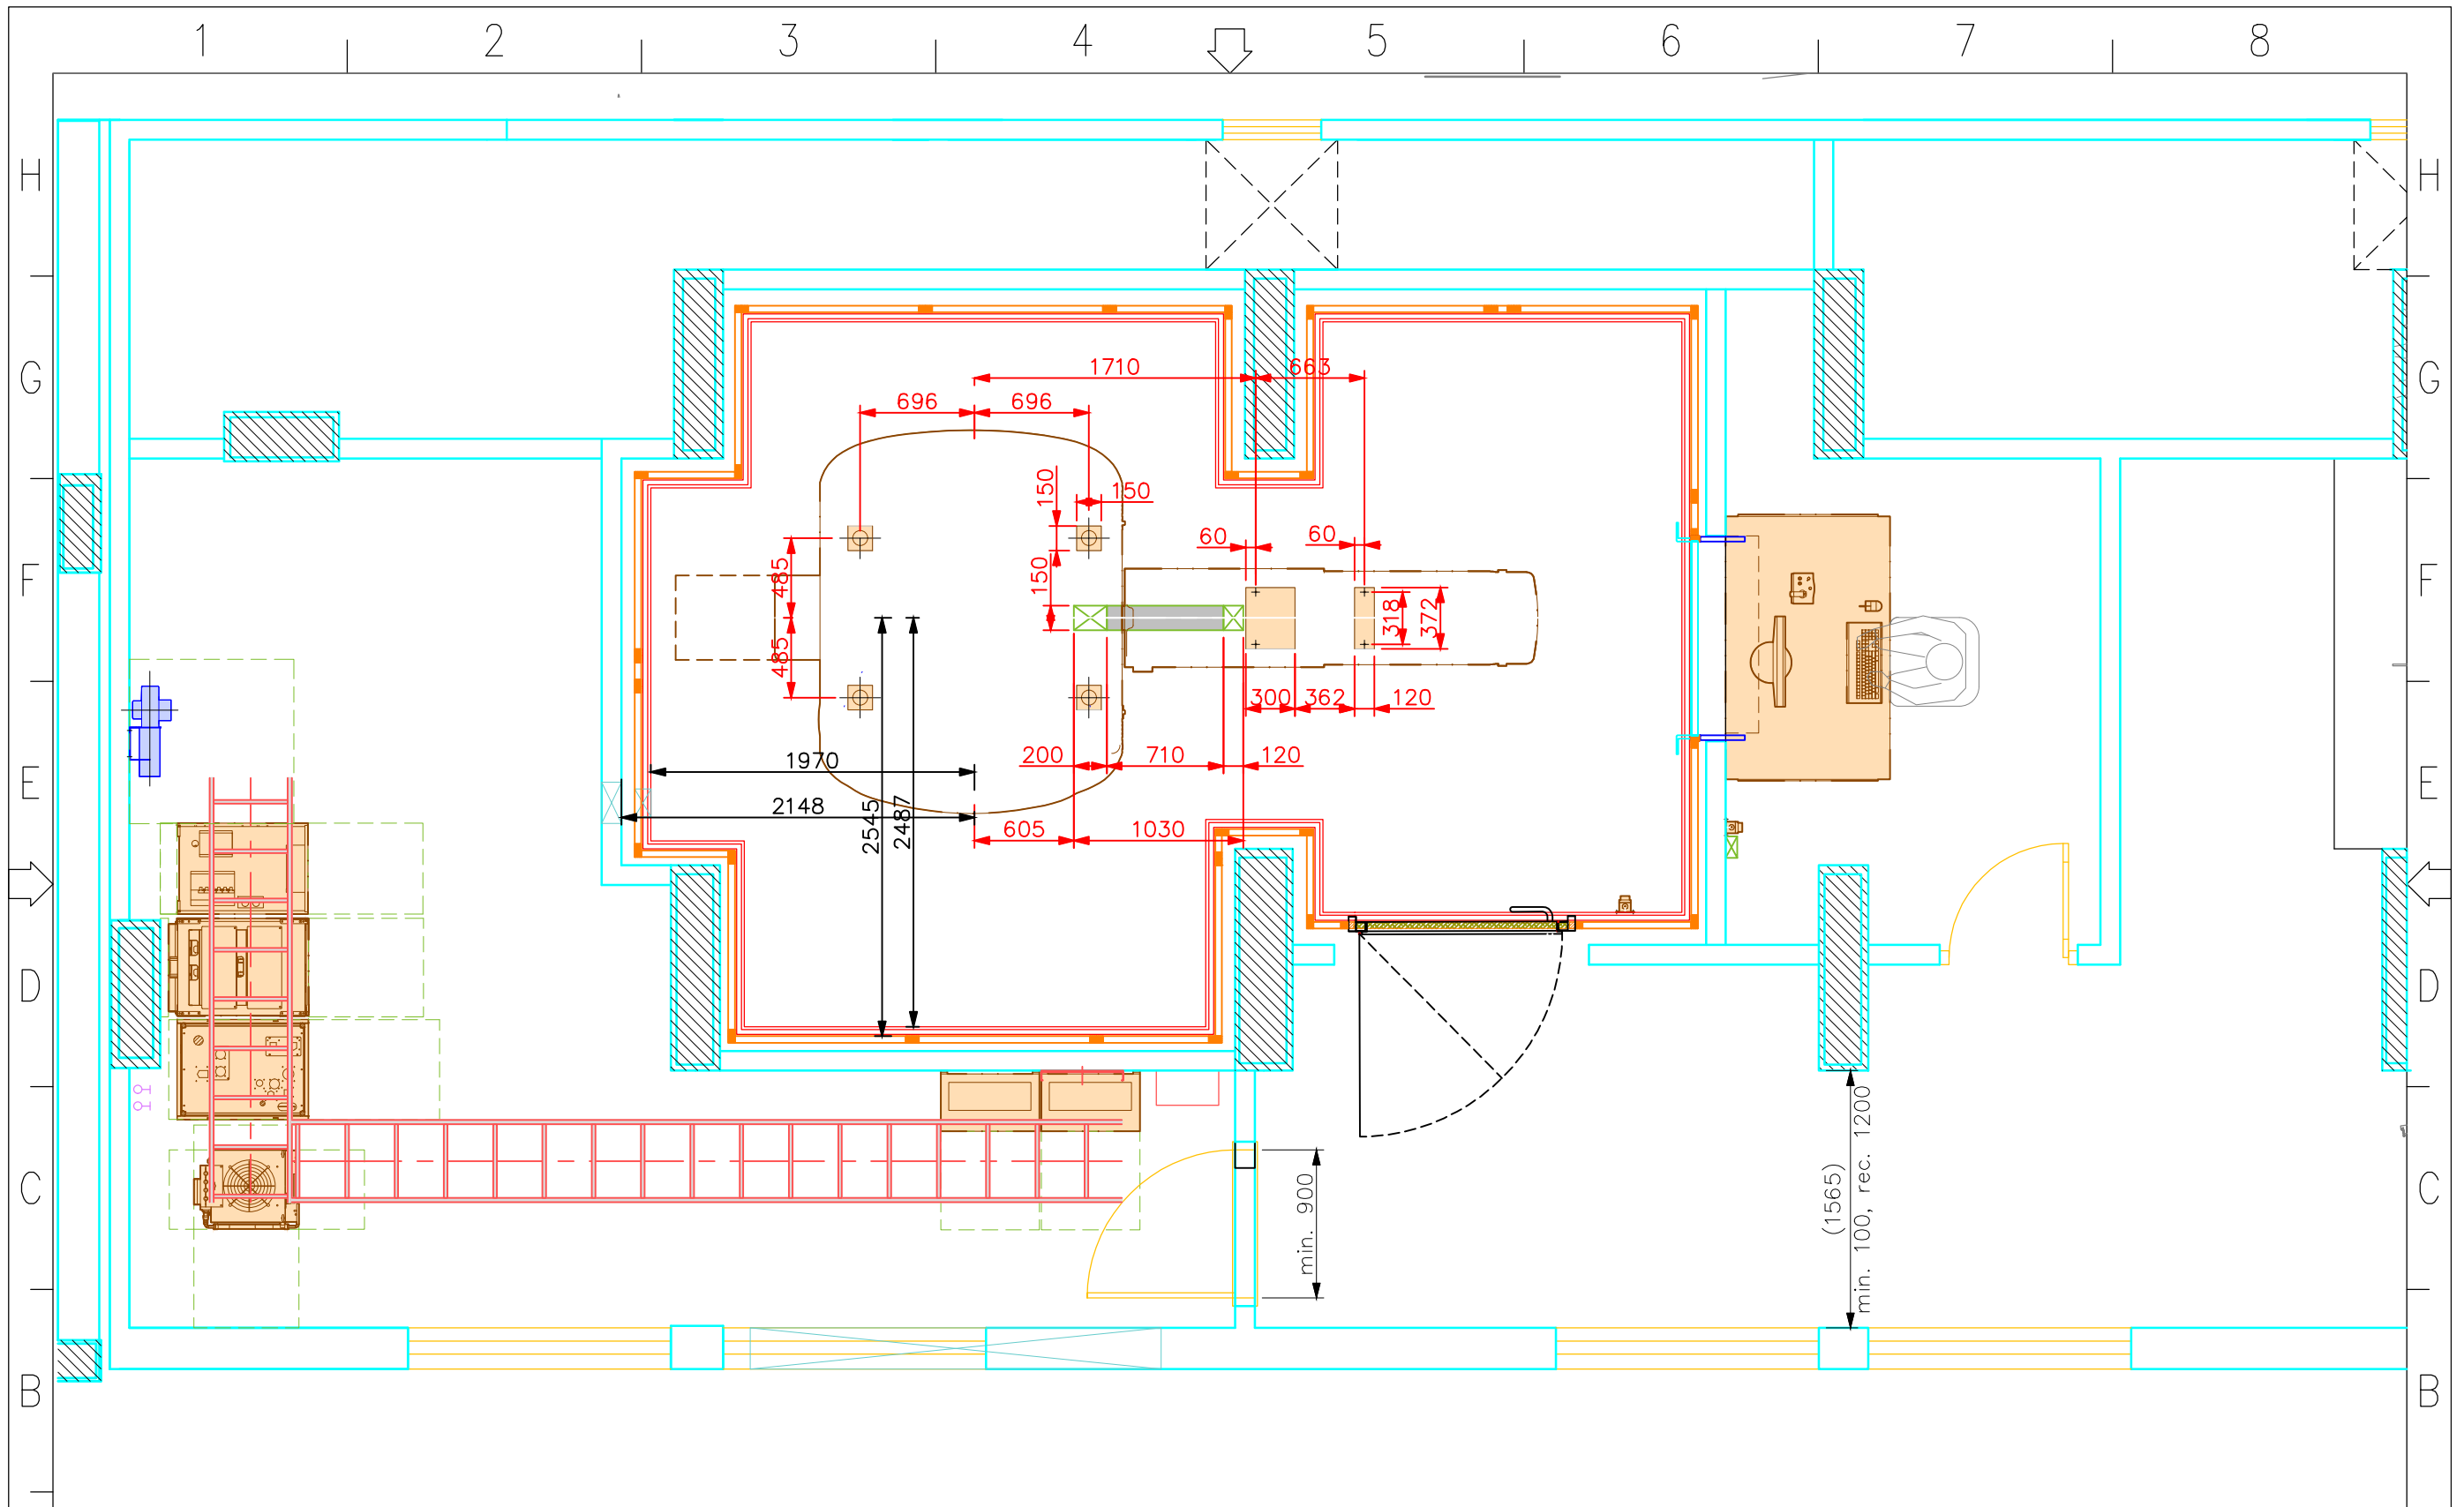 1 2 3 4 5 6 7 8
H H
G G
F F
E E
D D
C C
B B
1710 663
696 696
150 150
60 60
150
485
318 372
485
300 362 120
200 710 120
1970
2148
2545 2487
605 1030
min. 900
(1565)
min. 100, rec. 1200